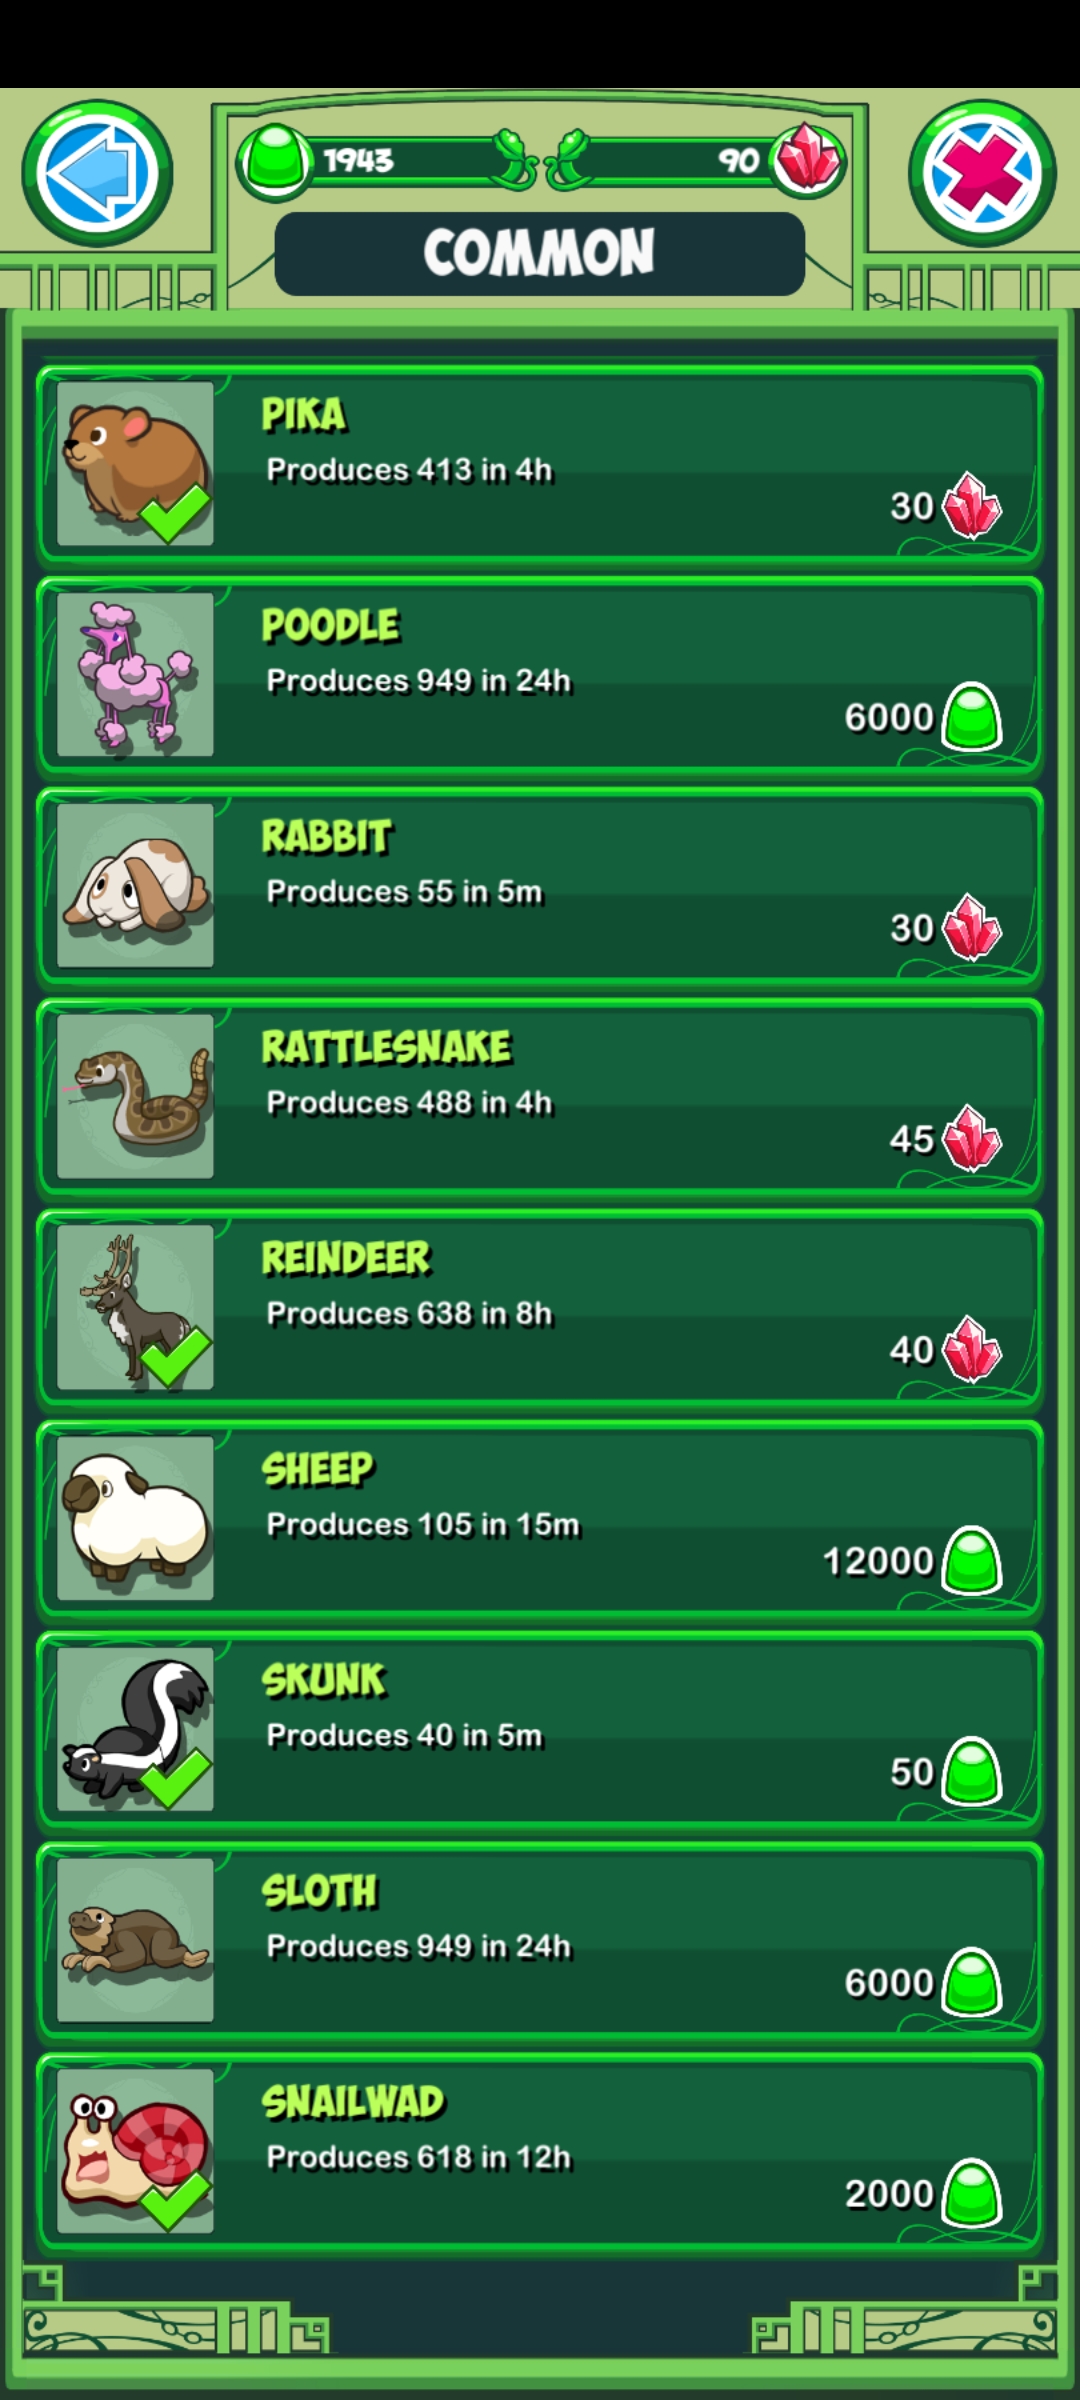 1943
90
COMMON
PIKA
Produces 413 in 4h
30
POODLE
Produces 949 in 24h
6000
RABBIT
Produces 55 in 5m
30
RATTLESNAKE
Produces 488 in 4h
45
REINDEER
Produces 638 in 8h
40
SHEEP
Produces 105 in 15m
12000
SKUNK
Produces 40 in 5m
50
SLOTH
Produces 949 in 24h
6000
SNAILWAD
Produces 618 in 12h
2000